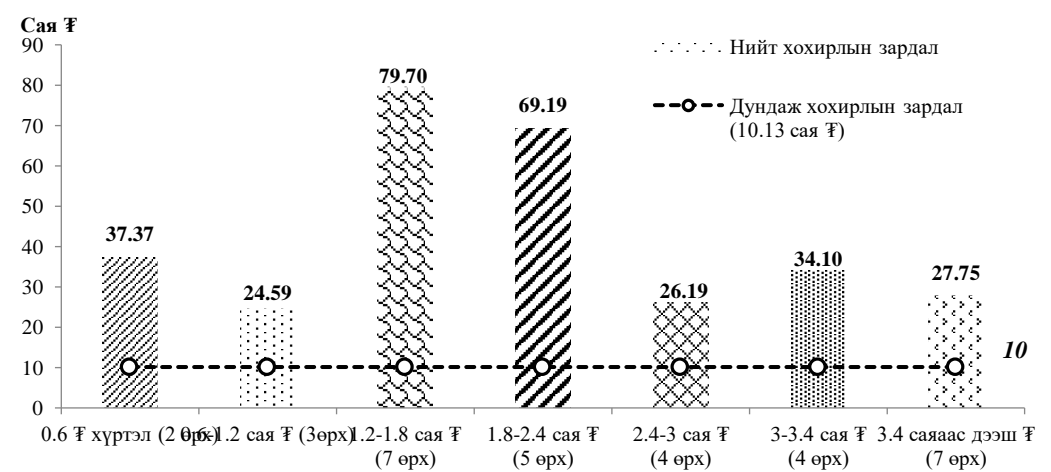 Сая ₮
90
80
70
60
50
40
30
20
10
0
37.37
24.59
79.70
69.19
26.19
34.10
27.75
10
Нийт хохирлын зардал
Дундаж хохирлын зардал
(10.13 сая ₮)
0.6 ₮ хүртэл (2 өрх)
0.6-1.2 сая ₮ (3өрх)
1.2-1.8 сая ₮
(7 өрх)
1.8-2.4 сая ₮
(5 өрх)
2.4-3 сая ₮
(4 өрх)
3-3.4 сая ₮
(4 өрх)
3.4 саяаас дээш ₮
(7 өрх)